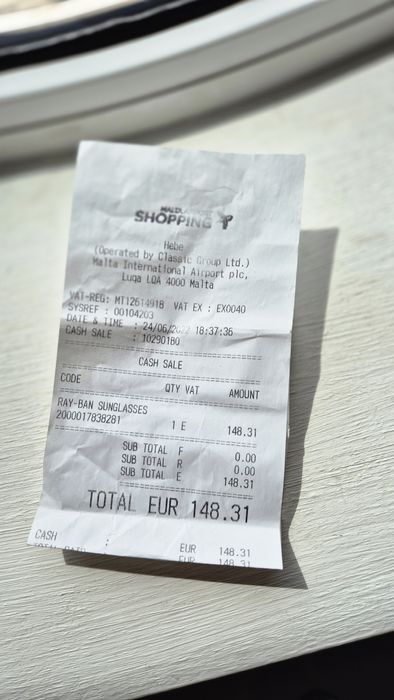 SHOPPING
Hebe
(Operated by Classic Group Ltd.)
Malta International Airport plc,
Luqa LQA 4000 Malta
VAT-REG: MT12614918 VAT EX : EX0040
SYSREF : 00104203
DATE & TIME : 24/06/2022 18:37:36
CASH SALE : 10290180
CASH SALE
CODE QTY VAT AMOUNT
RAY-BAN SUNGLASSES
2000017838281 1 E 148.31
SUB TOTAL F 0.00
SUB TOTAL R 0.00
SUB TOTAL E 148.31
TOTAL EUR 148.31
CASH : EUR 148.31
EUR 148.31